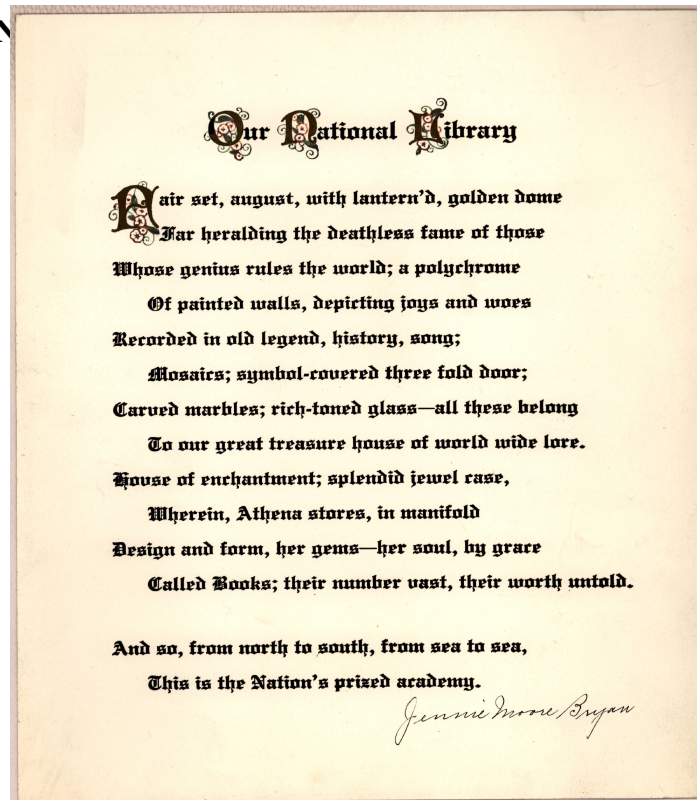 Our National Library
Fair set, august, with lantern'd, golden dome
Far heralding the deathless fame of those
Whose genius rules the world; a polychrome
Of painted walls, depicting joys and woes
Recorded in old legend, history, song;
Mosaics; symbol-covered three fold door;
Carved marbles; rich-toned glass—all these belong
To our great treasure house of world wide lore.
House of enchantment; splendid jewel case,
Wherein, Athena stores, in manifold
Design and form, her gems—her soul, by grace
Called Books; their number vast, their worth untold.
And so, from north to south, from sea to sea,
This is the Nation's prized academy.
Jennie Moore Bryan